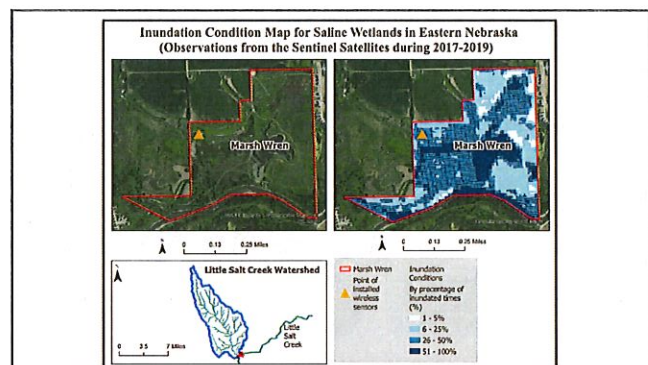 Inundation Condition Map for Saline Wetlands in Eastern Nebraska
(Observations from the Sentinel Satellites during 2017-2019)
Marsh Wren
Marsh Wren
0 0.13 0.25 Miles
0 0.13 0.25 Miles
Little Salt Creek Watershed
Little
Salt
Creek
0 3.5 7 Miles
Marsh Wren
Point of
installed
wireless
sensors
Inundation
Conditions
By precentage of
inundated times
(%)
1 - 5%
6 - 25%
26 - 50%
51 - 100%